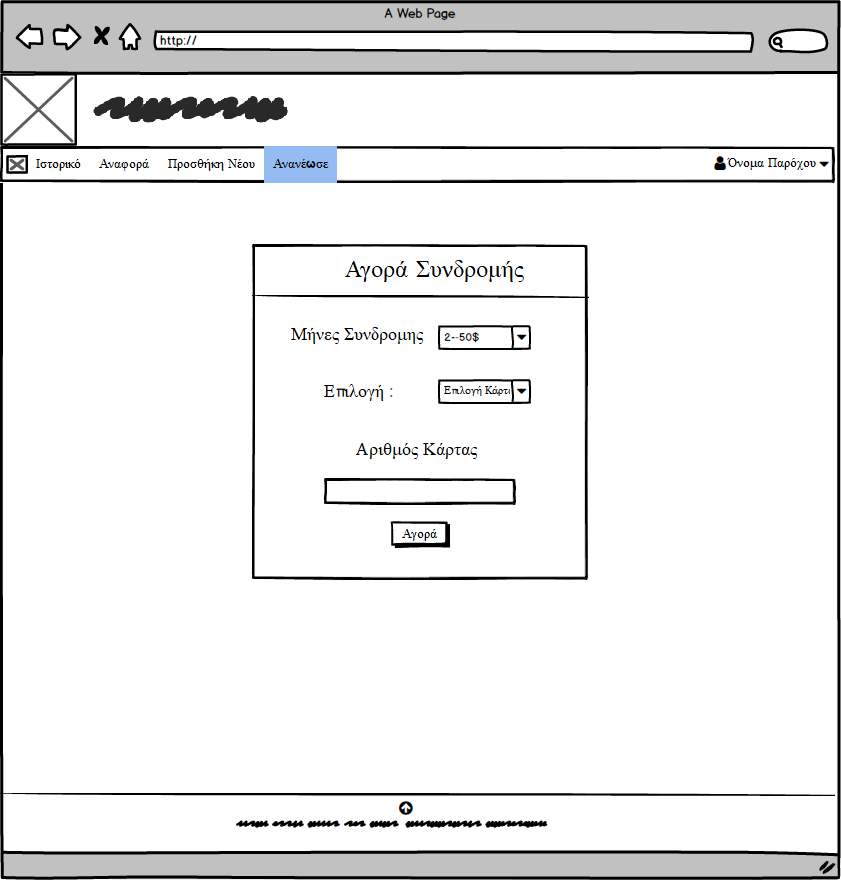 A Web Page
http://
Ιστορικό Αναφορά Προσθήκη Νέου Ανανέωσε Όνομα Παρόχου
Αγορά Συνδρομής
Μήνες Συνδρομης 2--50$
Επιλογή : Επιλογή Κάρτα
Αριθμός Κάρτας
Αγορά